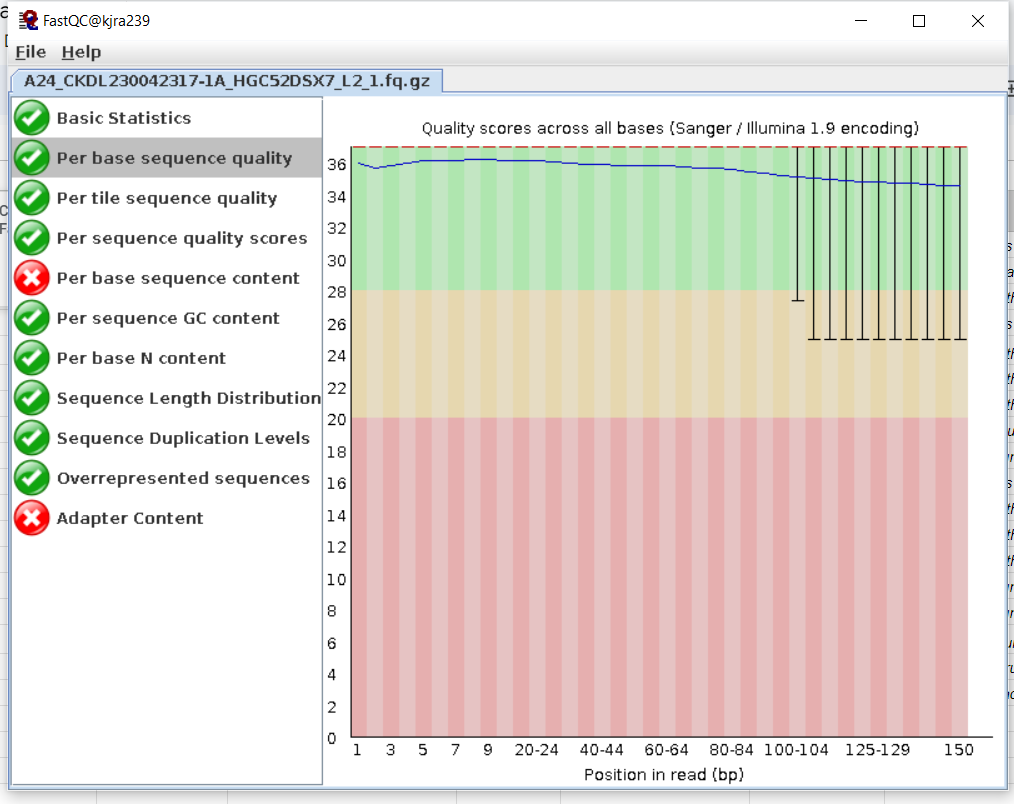 FastQC@kjra239
File Help
A24_CKDL230042317-1A_HGC52DSX7_L2_1.fq.gz
Basic Statistics
Per base sequence quality
Per tile sequence quality
Per sequence quality scores
Per base sequence content
Per sequence GC content
Per base N content
Sequence Length Distribution
Sequence Duplication Levels
Overrepresented sequences
Adapter Content
Quality scores across all bases (Sanger / Illumina 1.9 encoding)
36
34
32
30
28
26
24
22
20
18
16
14
12
10
8
6
4
2
0
1 3 5 7 9 20-24 40-44 60-64 80-84 100-104 125-129 150
Position in read (bp)